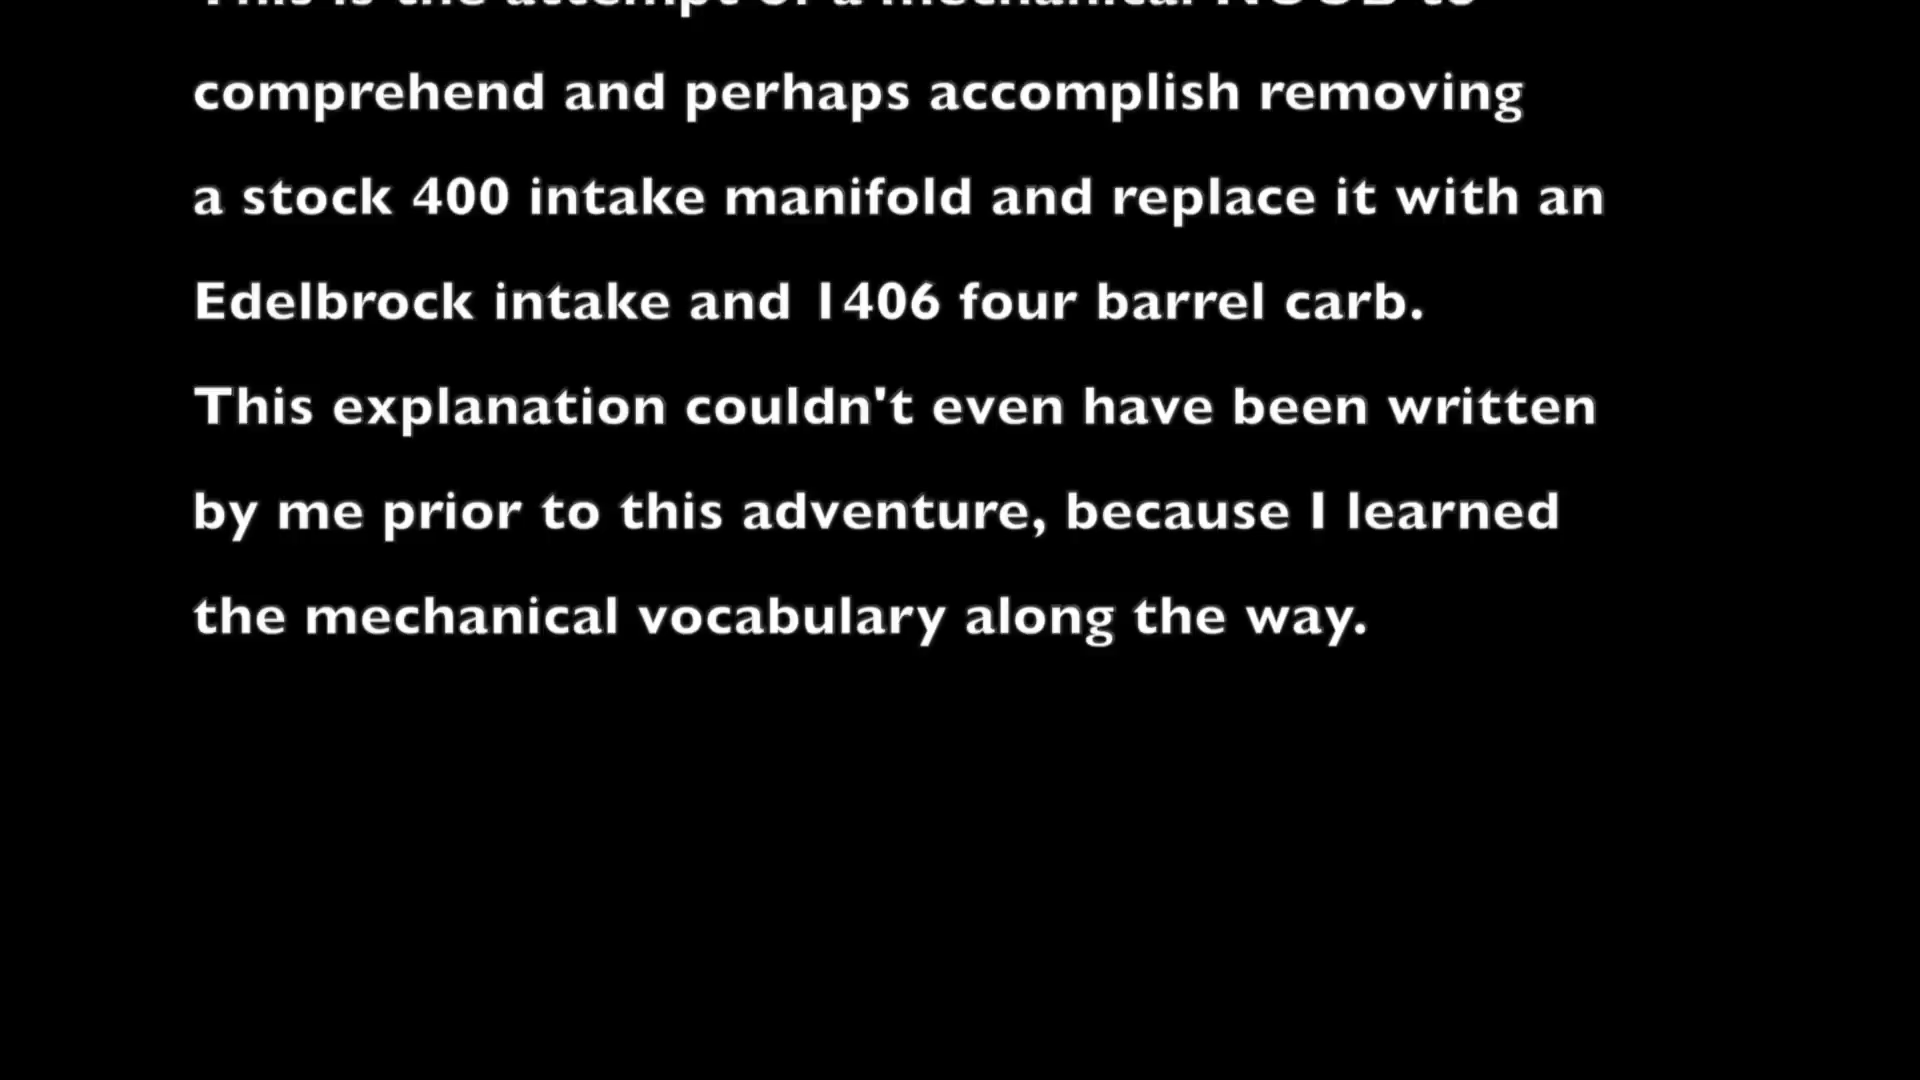 This is the attempt of a mechanical NOOB to
comprehend and perhaps accomplish removing
a stock 400 intake manifold and replace it with an
Edelbrock intake and 1406 four barrel carb.
This explanation couldn't even have been written
by me prior to this adventure, because I learned
the mechanical vocabulary along the way.